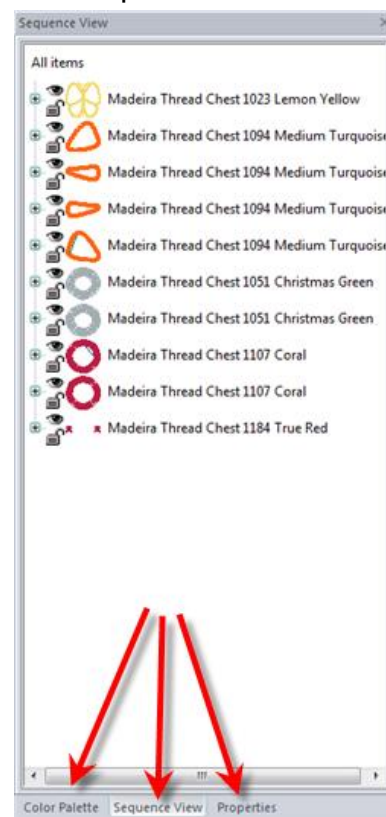 Sequence View
All items
Madeira Thread Chest 1023 Lemon Yellow
Madeira Thread Chest 1094 Medium Turquoise
Madeira Thread Chest 1094 Medium Turquoise
Madeira Thread Chest 1094 Medium Turquoise
Madeira Thread Chest 1094 Medium Turquoise
Madeira Thread Chest 1051 Christmas Green
Madeira Thread Chest 1051 Christmas Green
Madeira Thread Chest 1107 Coral
Madeira Thread Chest 1107 Coral
Madeira Thread Chest 1184 True Red
Color Palette Sequence View Properties